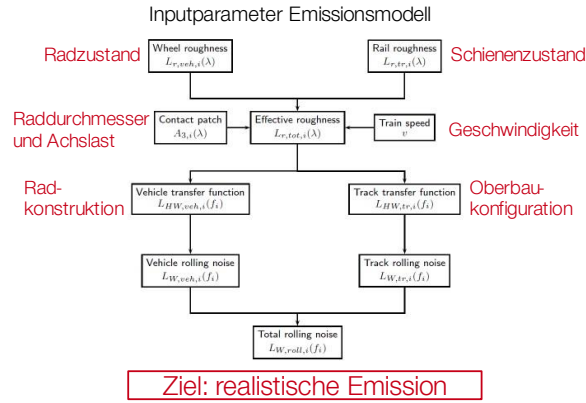 Inputparameter Emissionsmodell
Radzustand
Wheel roughness
L_{r,veh,i}(λ)
Rail roughness
L_{r,tr,i}(λ)
Schienenzustand
Raddurchmesser
und Achslast
Contact patch
A_{3,i}(λ)
Effective roughness
L_{r,tot,i}(λ)
Train speed
v
Geschwindigkeit
Rad-
konstruktion
Vehicle transfer function
L_{HW,veh,i}(f_i)
Track transfer function
L_{HW,tr,i}(f_i)
Oberbau-
konfiguration
Vehicle rolling noise
L_{W,veh,i}(f_i)
Track rolling noise
L_{W,tr,i}(f_i)
Total rolling noise
L_{W,roll,i}(f_i)
Ziel: realistische Emission